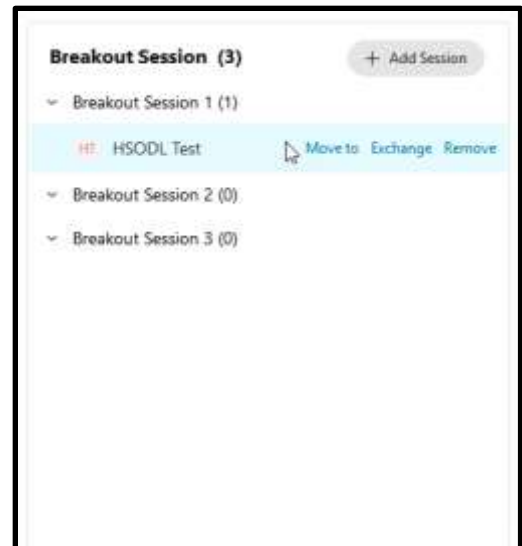 Breakout Session (3) + Add Session
Breakout Session 1 (1)
HT HSODL Test Move to Exchange Remove
Breakout Session 2 (0)
Breakout Session 3 (0)